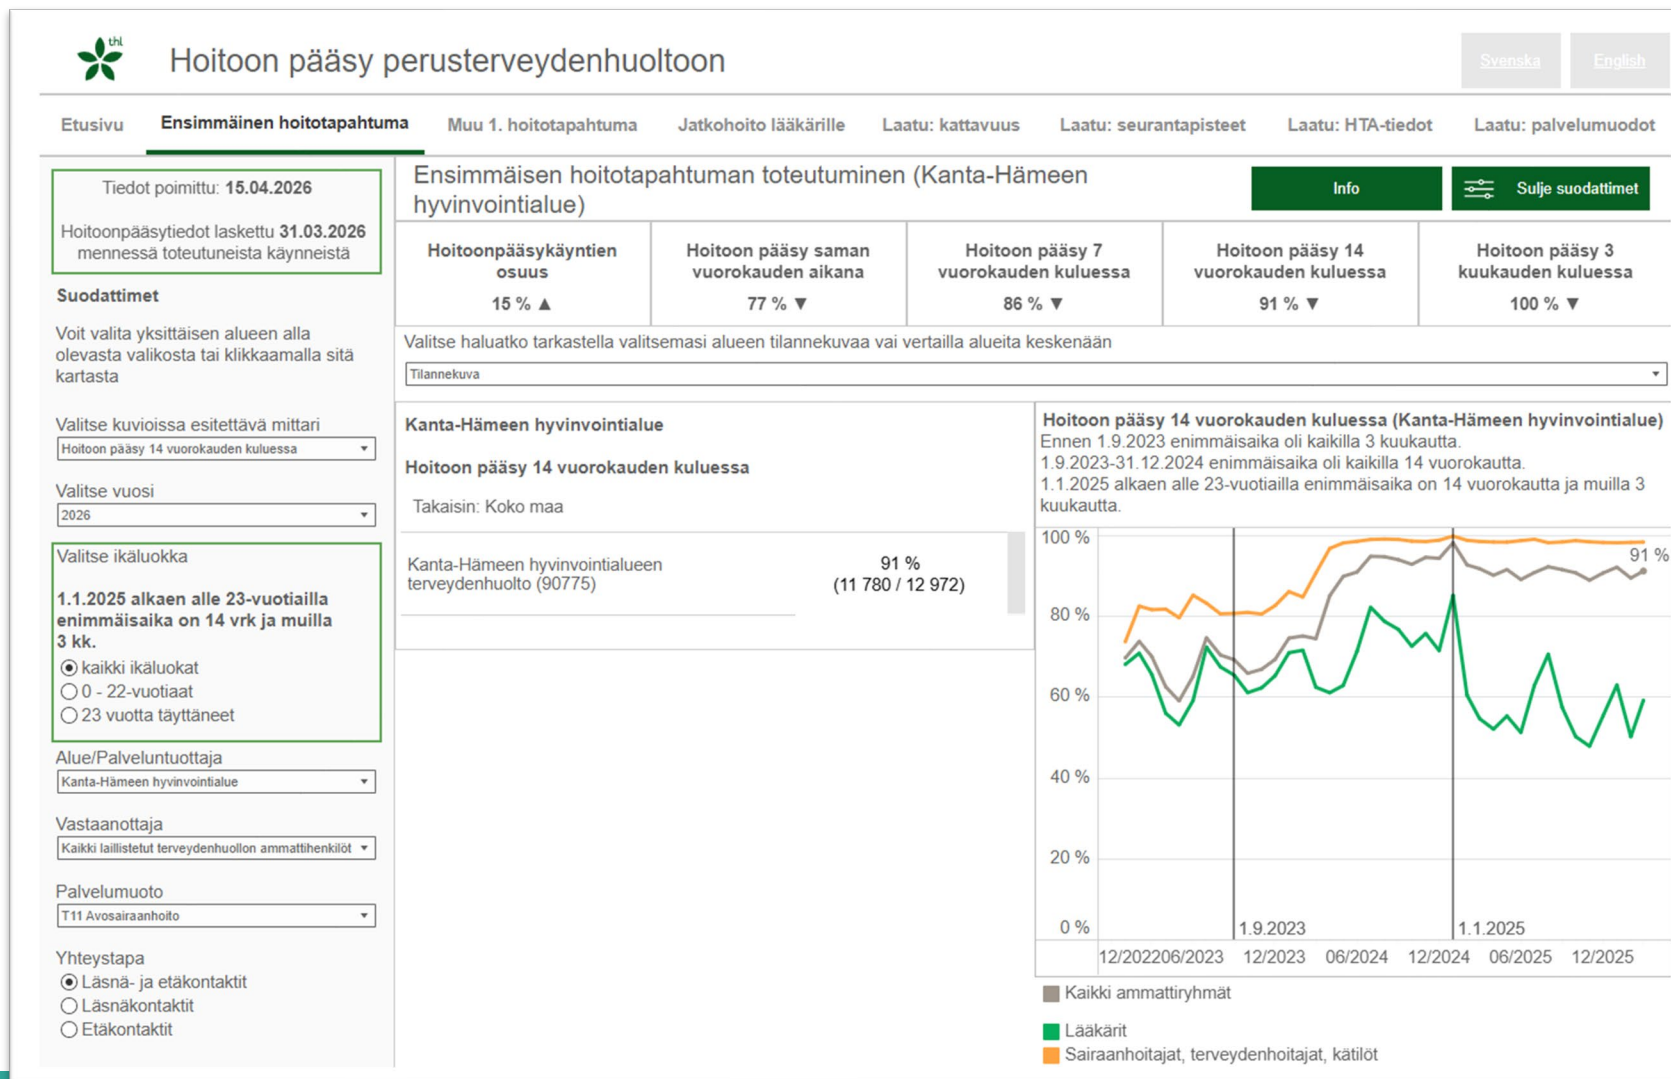 thl
Hoitoon pääsy perusterveydenhuoltoon
Svenska
English
Etusivu
Ensimmäinen hoitotapahtuma
Muu 1. hoitotapahtuma
Jatkohoito lääkärille
Laatu: kattavuus
Laatu: seurantapisteet
Laatu: HTA-tiedot
Laatu: palvelumuodot
Tiedot poimittu: 15.04.2026
Hoitoonpääsytiedot laskettu 31.03.2026
mennessä toteutuneista käynneistä
Suodattimet
Voit valita yksittäisen alueen alla
olevasta valikosta tai klikkaamalla sitä
kartasta
Valitse kuvioissa esitettävä mittari
Hoitoon pääsy 14 vuorokauden kuluessa
Valitse vuosi
2026
Valitse ikäluokka
1.1.2025 alkaen alle 23-vuotiailla
enimmäisaika on 14 vrk ja muilla
3 kk.
kaikki ikäluokat
0 - 22-vuotiaat
23 vuotta täyttäneet
Alue/Palveluntuottaja
Kanta-Hämeen hyvinvointialue
Vastaanottaja
Kaikki laillistetut terveydenhuollon ammattihenkilöt
Palvelumuoto
T11 Avosairaanhoito
Yhteystapa
Läsnä- ja etäkontaktit
Läsnäkontaktit
Etäkontaktit
Ensimmäisen hoitotapahtuman toteutuminen (Kanta-Hämeen
hyvinvointialue)
Info
Sulje suodattimet
Hoitoonpääsykäyntien
osuus
15 % ▲
Hoitoon pääsy saman
vuorokauden aikana
77 % ▼
Hoitoon pääsy 7
vuorokauden kuluessa
86 % ▼
Hoitoon pääsy 14
vuorokauden kuluessa
91 % ▼
Hoitoon pääsy 3
kuukauden kuluessa
100 % ▼
Valitse haluatko tarkastella valitsemasi alueen tilannekuvaa vai vertailla alueita keskenään
Tilannekuva
Kanta-Hämeen hyvinvointialue
Hoitoon pääsy 14 vuorokauden kuluessa
Takaisin: Koko maa
Kanta-Hämeen hyvinvointialueen
terveydenhuolto (90775)
91 %
(11 780 / 12 972)
Hoitoon pääsy 14 vuorokauden kuluessa (Kanta-Hämeen hyvinvointialue)
Ennen 1.9.2023 enimmäisaika oli kaikilla 3 kuukautta.
1.9.2023-31.12.2024 enimmäisaika oli kaikilla 14 vuorokautta.
1.1.2025 alkaen alle 23-vuotiailla enimmäisaika on 14 vuorokautta ja muilla 3
kuukautta.
100 %
91 %
80 %
60 %
40 %
20 %
0 %
1.9.2023
1.1.2025
12/2022
06/2023
12/2023
06/2024
12/2024
06/2025
12/2025
Kaikki ammattiryhmät
Lääkärit
Sairaanhoitajat, terveydenhoitajat, kätilöt